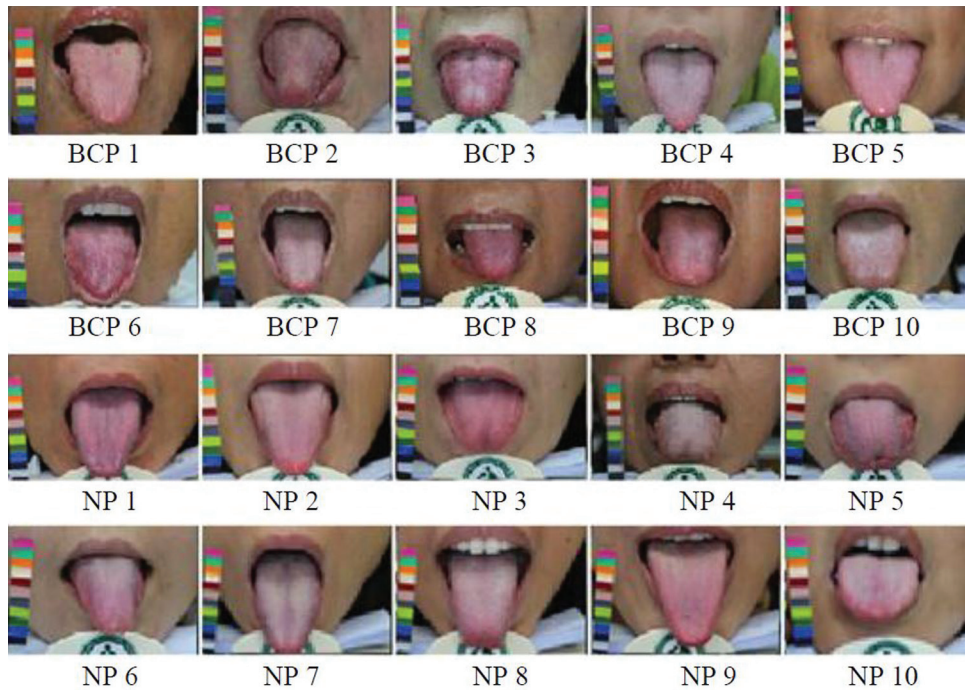 BCP 1 BCP 2 BCP 3 BCP 4 BCP 5
BCP 6 BCP 7 BCP 8 BCP 9 BCP 10
NP 1 NP 2 NP 3 NP 4 NP 5
NP 6 NP 7 NP 8 NP 9 NP 10